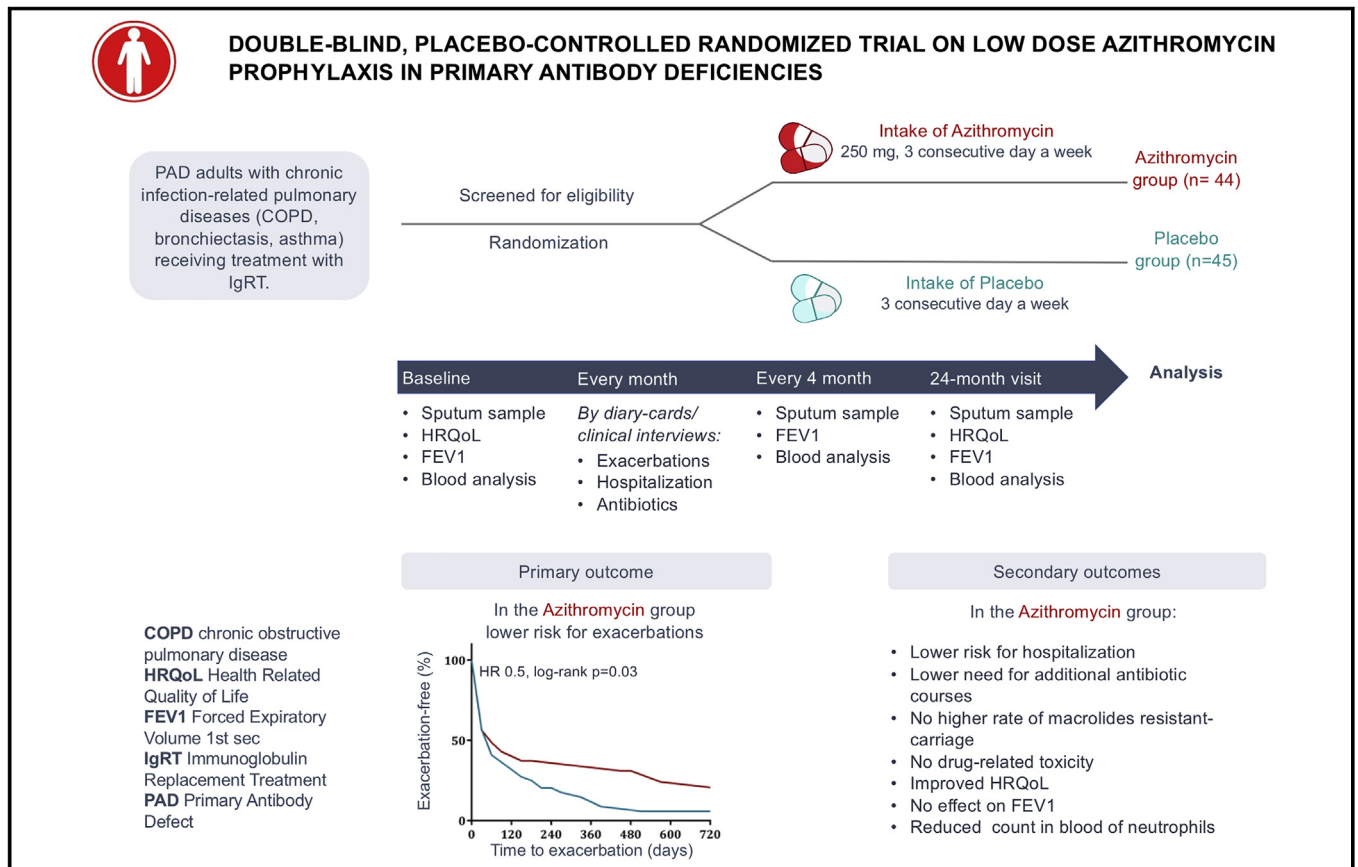 DOUBLE-BLIND, PLACEBO-CONTROLLED RANDOMIZED TRIAL ON LOW DOSE AZITHROMYCIN
PROPHYLAXIS IN PRIMARY ANTIBODY DEFICIENCIES
PAD adults with chronic
infection-related pulmonary
diseases (COPD,
bronchiectasis, asthma)
receiving treatment with
IgRT.
Screened for eligibility
Randomization
Intake of Azithromycin
250 mg, 3 consecutive day a week
Azithromycin
group (n= 44)
Placebo
group (n=45)
Intake of Placebo
3 consecutive day a week
Baseline
• Sputum sample
• HRQoL
• FEV1
• Blood analysis
Every month
By diary-cards/
clinical interviews:
• Exacerbations
• Hospitalization
• Antibiotics
Every 4 month
• Sputum sample
• FEV1
• Blood analysis
24-month visit
• Sputum sample
• HRQoL
• FEV1
• Blood analysis
Analysis
COPD chronic obstructive
pulmonary disease
HRQoL Health Related
Quality of Life
FEV1 Forced Expiratory
Volume 1st sec
IgRT Immunoglobulin
Replacement Treatment
PAD Primary Antibody
Defect
Primary outcome
In the Azithromycin group
lower risk for exacerbations
HR 0.5, log-rank p=0.03
Exacerbation-free (%)
100
50
0
0 120 240 360 480 600 720
Time to exacerbation (days)
Secondary outcomes
In the Azithromycin group:
• Lower risk for hospitalization
• Lower need for additional antibiotic
courses
• No higher rate of macrolides resistant-
carriage
• No drug-related toxicity
• Improved HRQoL
• No effect on FEV1
• Reduced count in blood of neutrophils